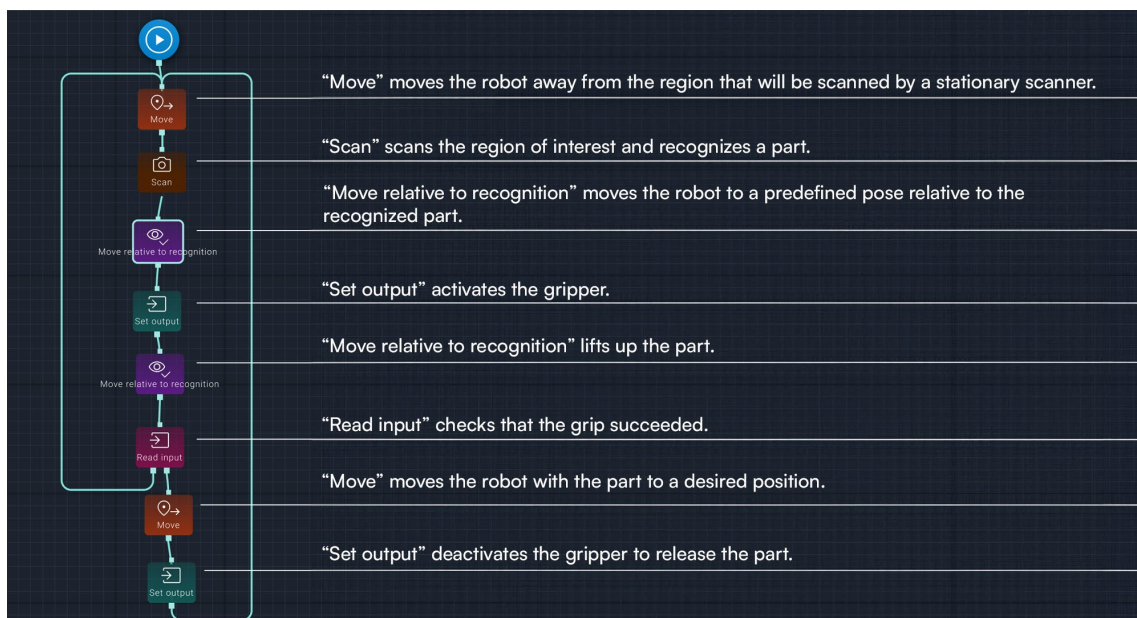 “Move” moves the robot away from the region that will be scanned by a stationary scanner.
Move
“Scan” scans the region of interest and recognizes a part.
Scan
“Move relative to recognition” moves the robot to a predefined pose relative to the
recognized part.
Move relative to recognition
“Set output” activates the gripper.
Set output
“Move relative to recognition” lifts up the part.
Move relative to recognition
“Read input” checks that the grip succeeded.
Read input
“Move” moves the robot with the part to a desired position.
Move
“Set output” deactivates the gripper to release the part.
Set output